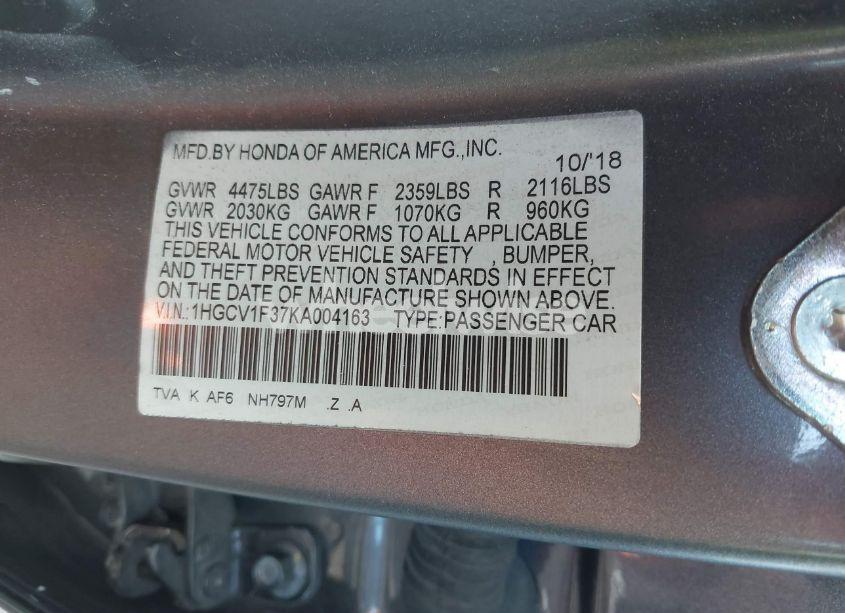 MFD.BY HONDA OF AMERICA MFG.,INC. 10/'18
GVWR 4475LBS GAWR F 2359LBS R 2116LBS
GVWR 2030KG GAWR F 1070KG R 960KG
THIS VEHICLE CONFORMS TO ALL APPLICABLE
FEDERAL MOTOR VEHICLE SAFETY , BUMPER,
AND THEFT PREVENTION STANDARDS IN EFFECT
ON THE DATE OF MANUFACTURE SHOWN ABOVE.
V.I.N.:1HGCV1F37KA004163 TYPE:PASSENGER CAR
TVA K AF6 NH797M .Z .A